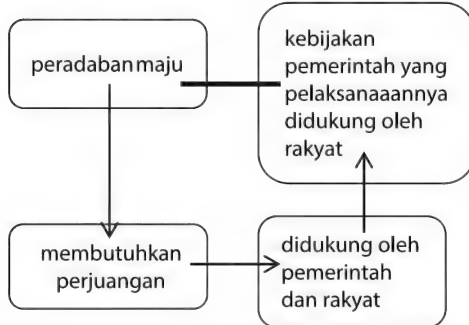 peradaban maju
kebijakan
pemerintah yang
pelaksanaaannya
didukung oleh
rakyat
membutuhkan
perjuangan
didukung oleh
pemerintah
dan rakyat